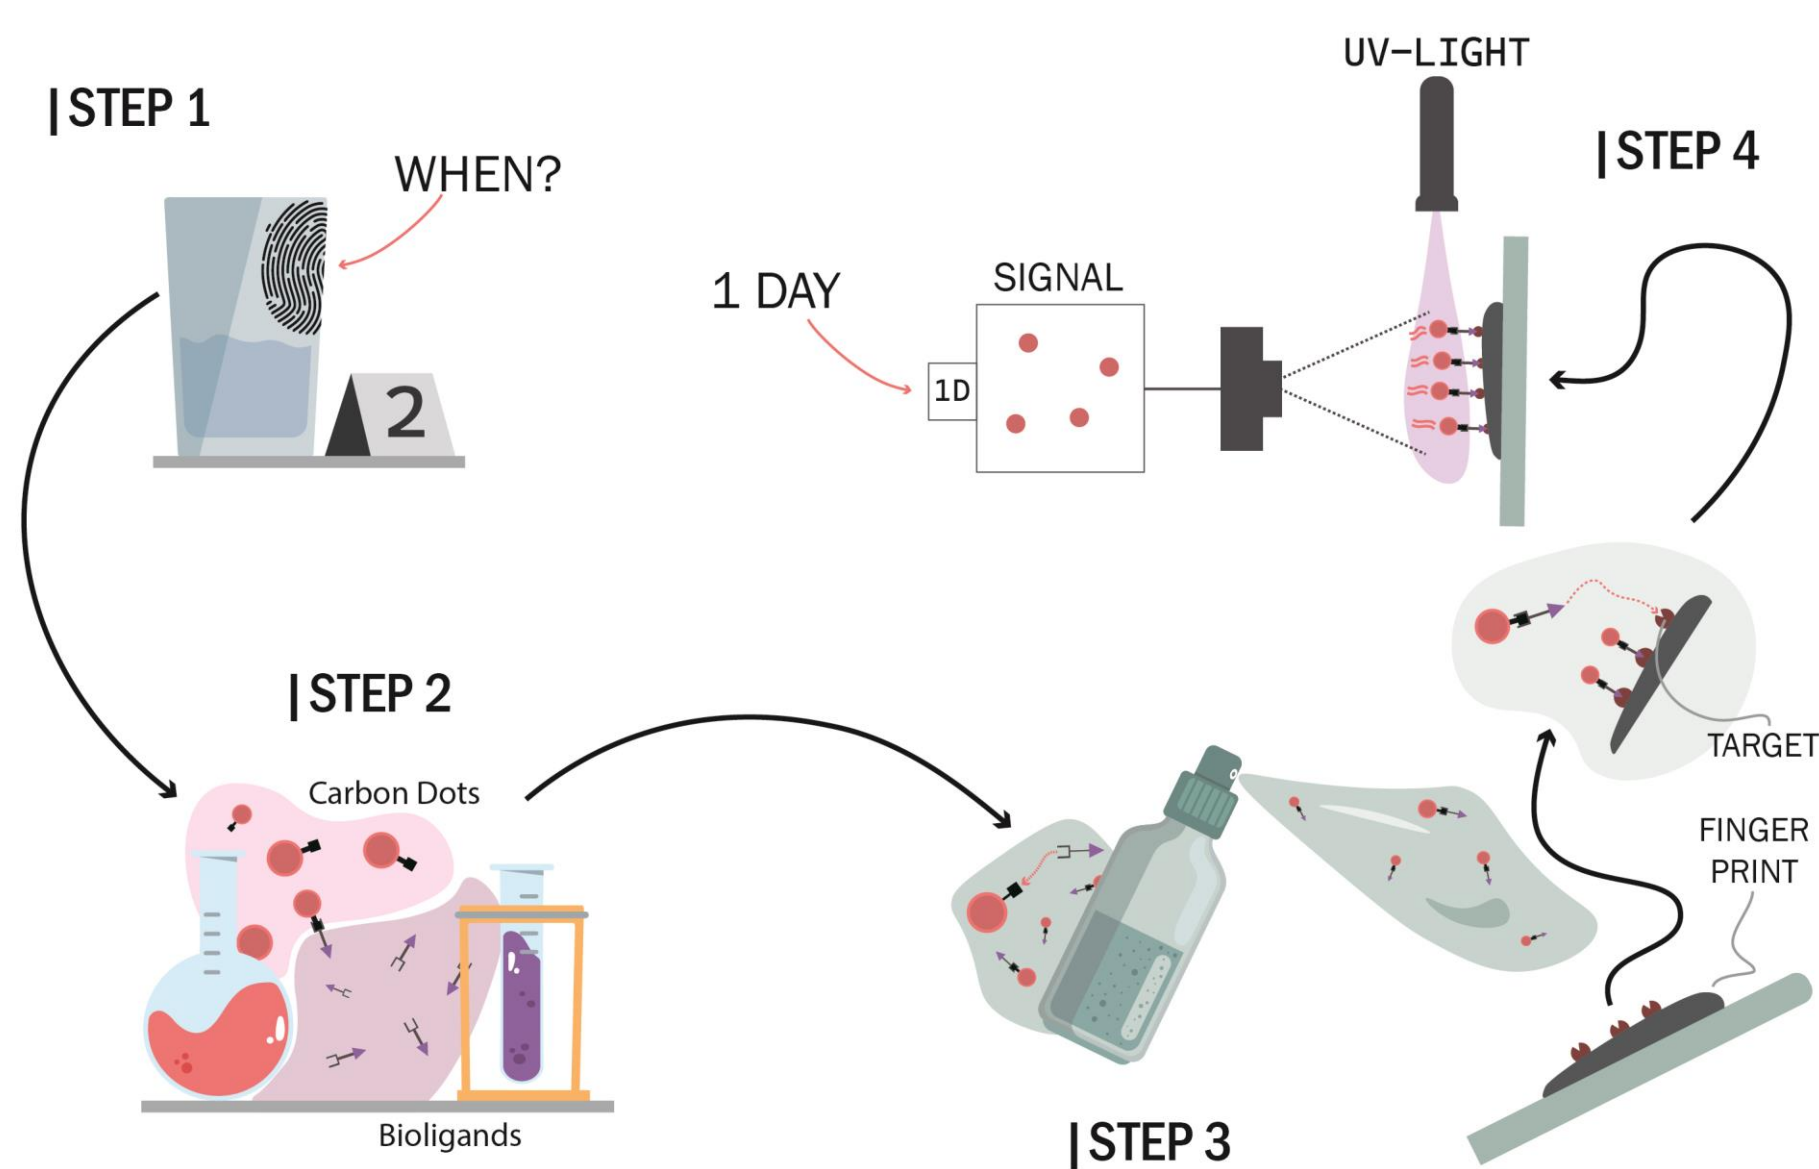 | STEP 1
WHEN?
2
| STEP 2
Carbon Dots
Bioligands
| STEP 3
FINGER
PRINT
TARGET
| STEP 4
UV-LIGHT
SIGNAL
1 DAY
1D